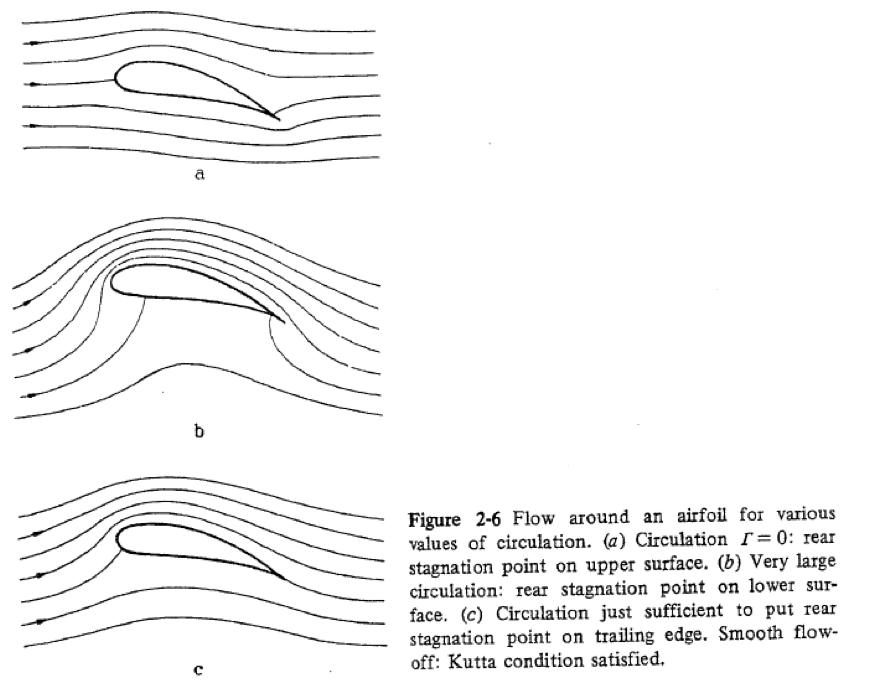 a
b
c
Figure 2-6 Flow around an airfoil for various
values of circulation. (a) Circulation Γ = 0: rear
stagnation point on upper surface. (b) Very large
circulation: rear stagnation point on lower sur-
face. (c) Circulation just sufficient to put rear
stagnation point on trailing edge. Smooth flow-
off: Kutta condition satisfied.